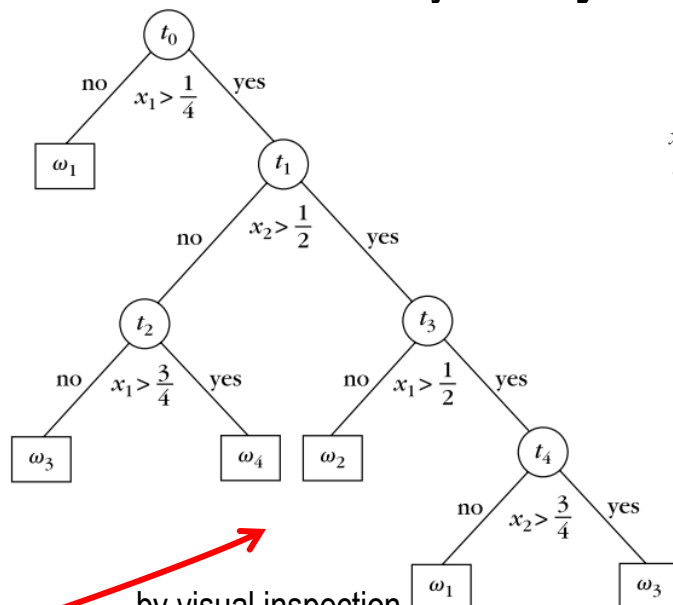 t₀
no
yes
x₁ > 1/4
ω₁
t₁
x₂ > 1/2
no
yes
t₂
t₃
no
x₁ > 3/4
yes
no
x₁ > 1/2
yes
ω₃
ω₄
ω₂
t₄
no
x₂ > 3/4
yes
by visual inspection
ω₁
ω₃